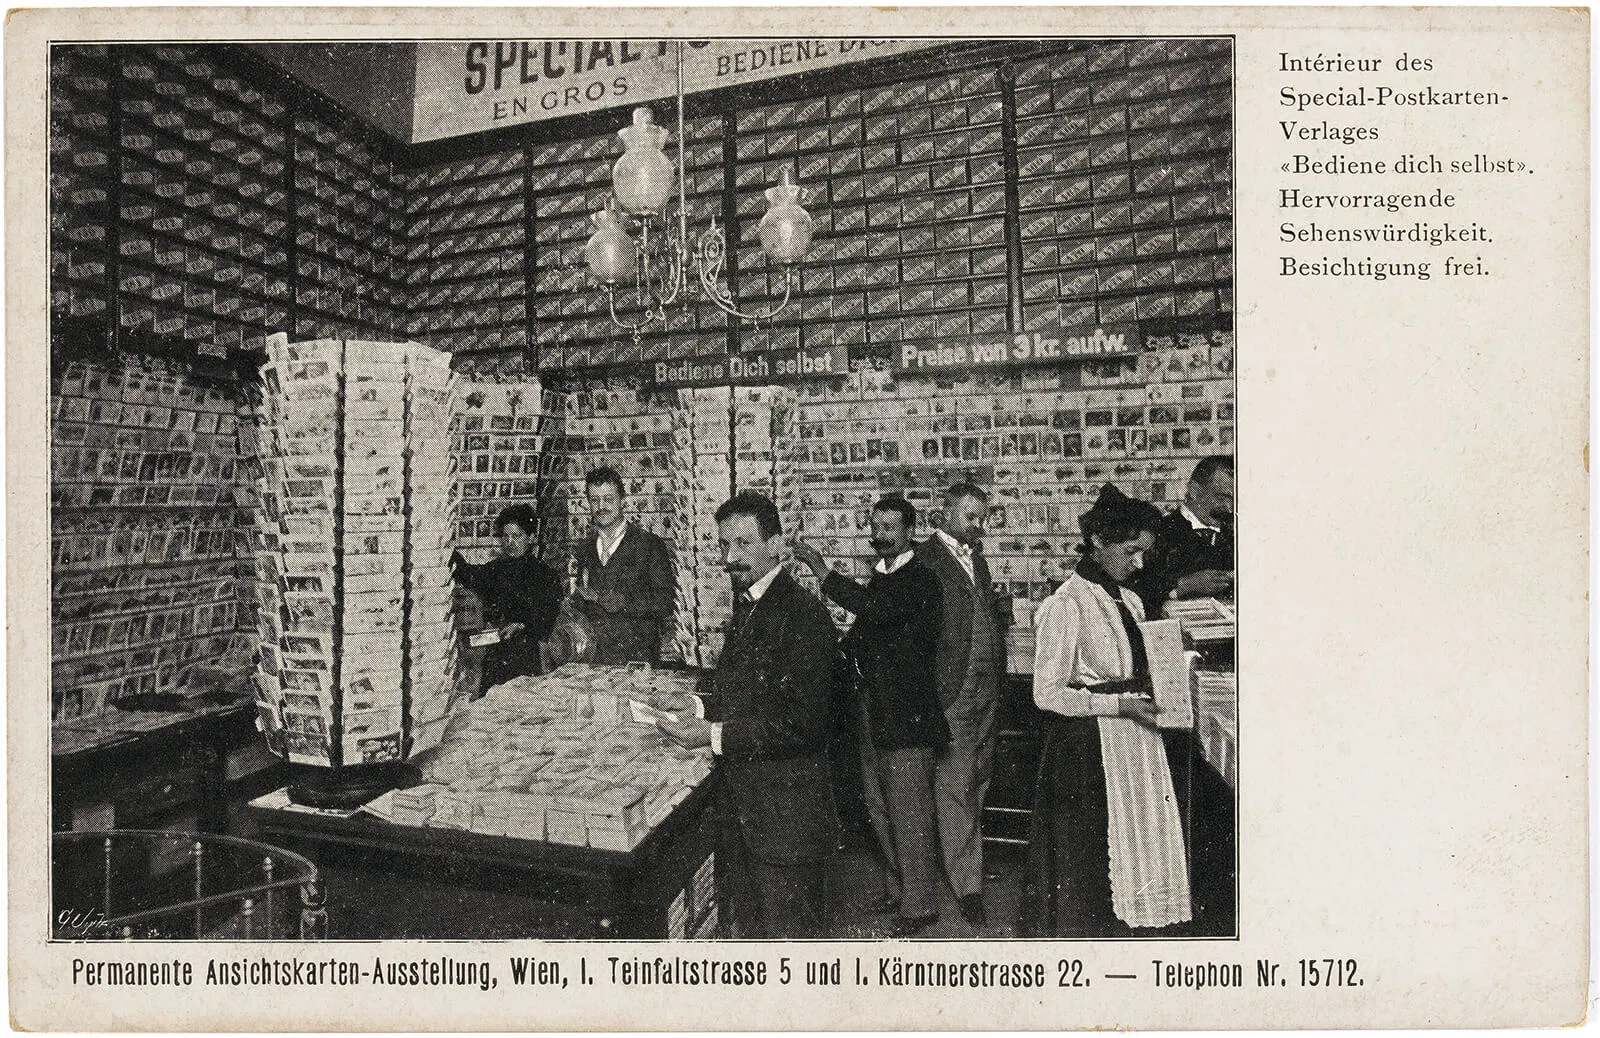 SPECIAL
EN GROS
BEDIENE DICH
Bediene Dich selbst
Preise von 3 kr. aufw.
Intérieur des
Special-Postkarten-
Verlages
«Bediene dich selbst».
Hervorragende
Sehenswürdigkeit.
Besichtigung frei.
Permanente Ansichtskarten-Ausstellung, Wien, I. Teinfaltstrasse 5 und I. Kärntnerstrasse 22. — Telephon Nr. 15712.